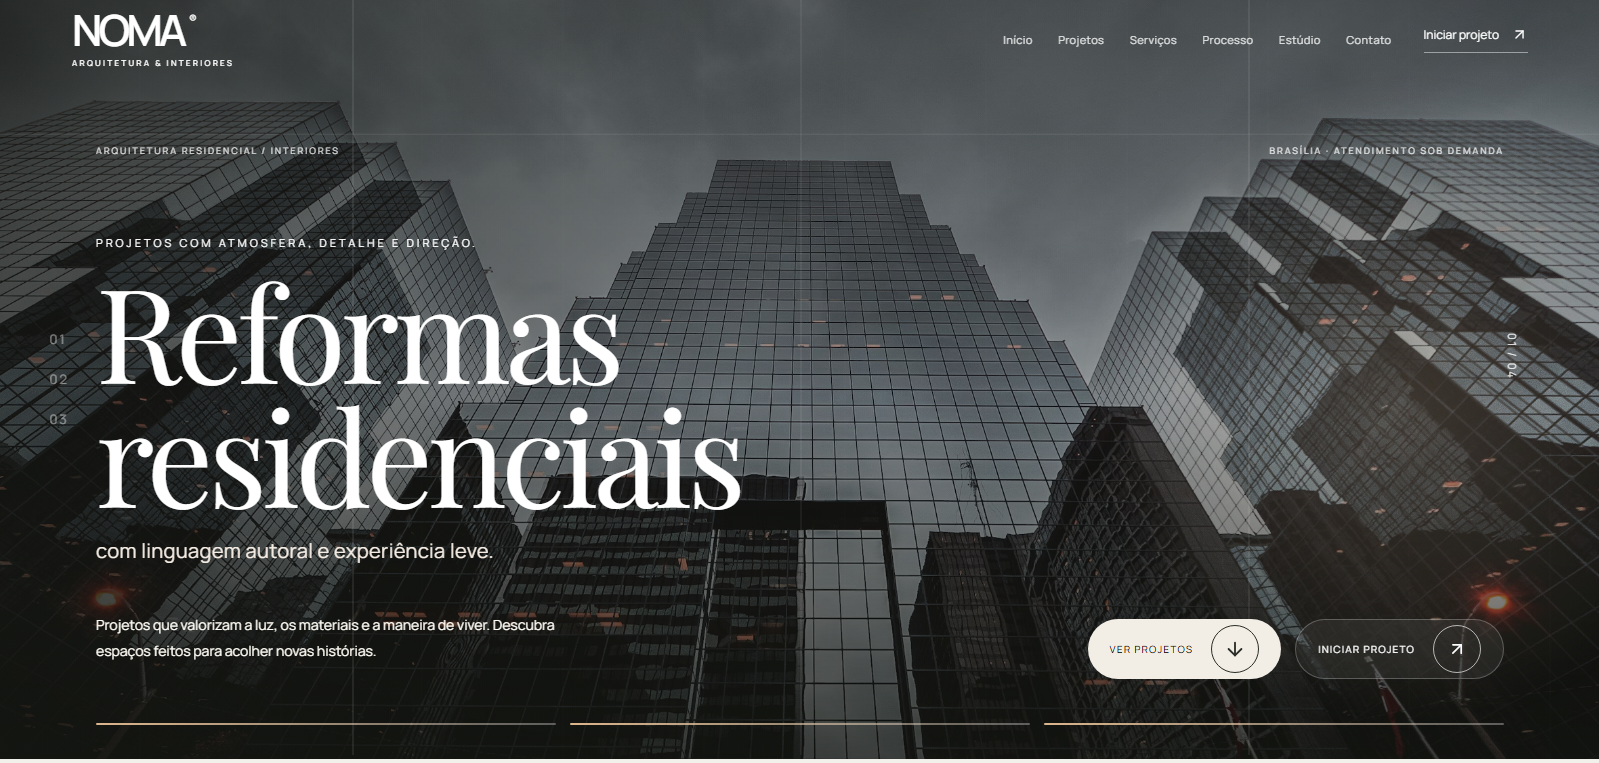 NOMA®
ARQUITETURA & INTERIORES
Início Projetos Serviços Processo Estúdio Contato Iniciar projeto
ARQUITETURA RESIDENCIAL / INTERIORES
BRASÍLIA · ATENDIMENTO SOB DEMANDA
PROJETOS COM ATMOSFERA, DETALHE E DIREÇÃO.
Reformas
residenciais
01
02
03
01 / 04
com linguagem autoral e experiência leve.
Projetos que valorizam a luz, os materiais e a maneira de viver. Descubra
espaços feitos para acolher novas histórias.
VER PROJETOS
INICIAR PROJETO